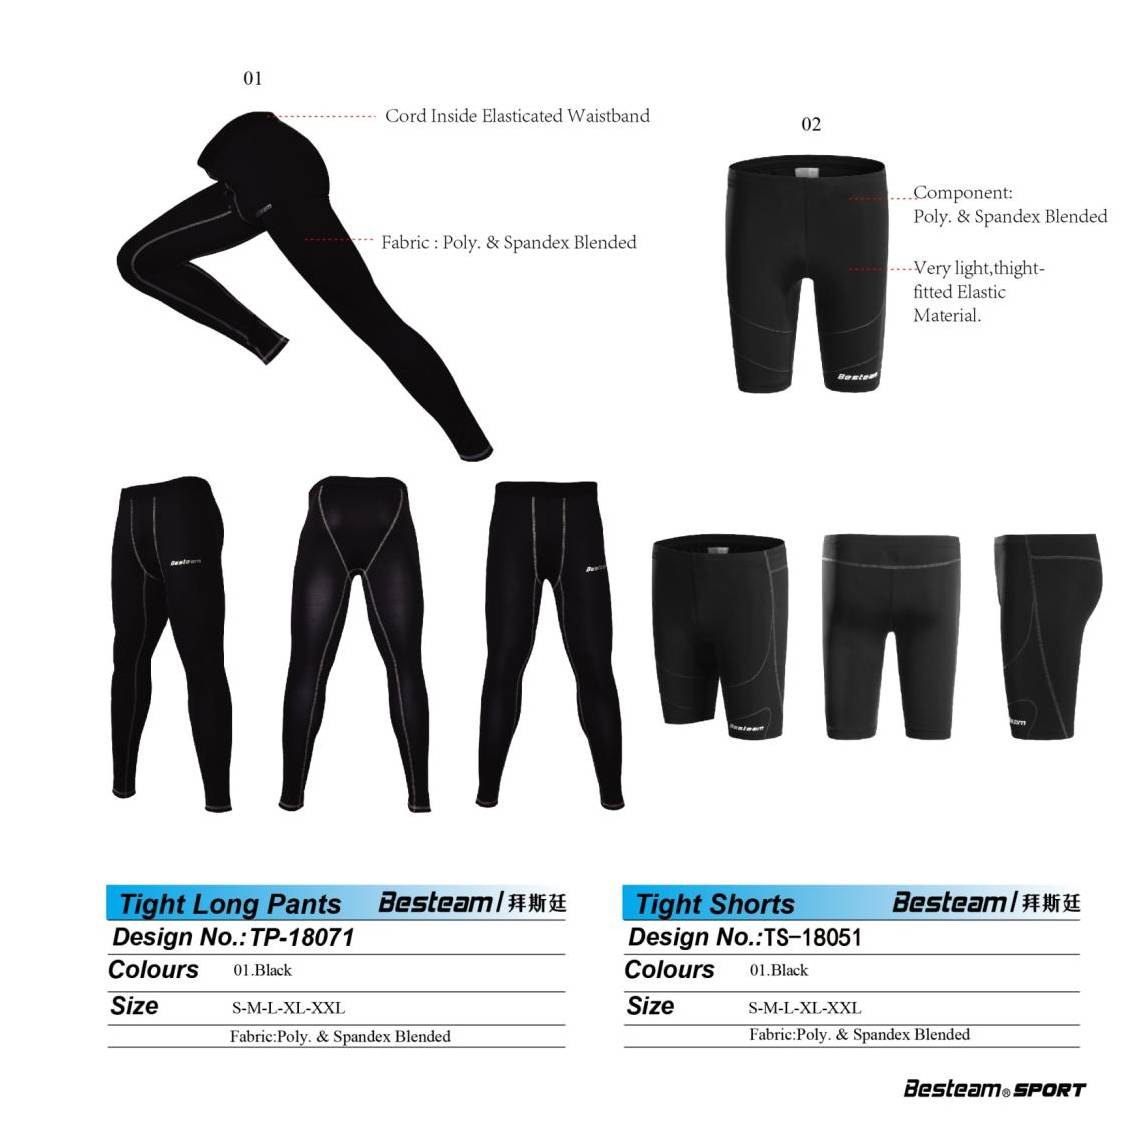 01
Cord Inside Elasticated Waistband
Fabric : Poly. & Spandex Blended
02
Component:
Poly. & Spandex Blended
Very light,thight-
fitted Elastic
Material.
Besteam
Besteam
Besteam
Tight Long Pants Besteam/拜斯廷
Design No.:TP-18071
Colours 01.Black
Size S-M-L-XL-XXL
Fabric:Poly. & Spandex Blended
Tight Shorts Besteam/拜斯廷
Design No.:TS-18051
Colours 01.Black
Size S-M-L-XL-XXL
Fabric:Poly. & Spandex Blended
Besteam® SPORT